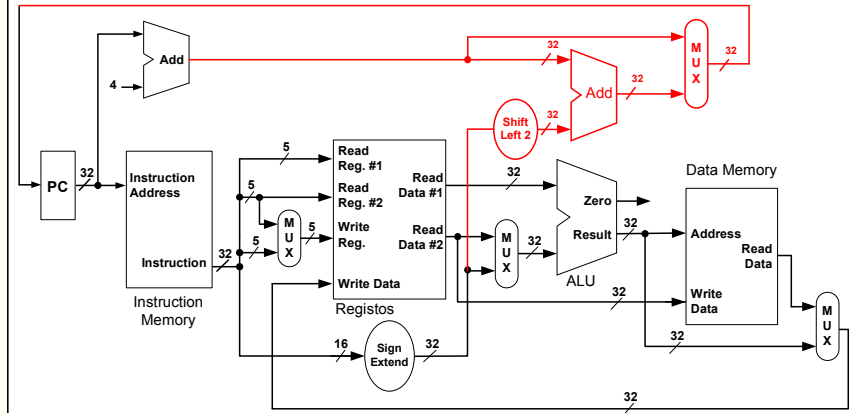 32
32
32
M
U
X
32
Add
4
Add
32
32
Shift
Left 2
Data Memory
PC
32
Instruction
Address
Instruction
32
Instruction
Memory
5
5
5
M
U
X
5
Read
Reg. #1
Read
Reg. #2
Write
Reg.
Write Data
Read
Data #1
Read
Data #2
Registos
32
M
U
X
32
Zero
Result
ALU
32
Address
Read
Data
Write
Data
32
32
M
U
X
16
Sign
Extend
32
32